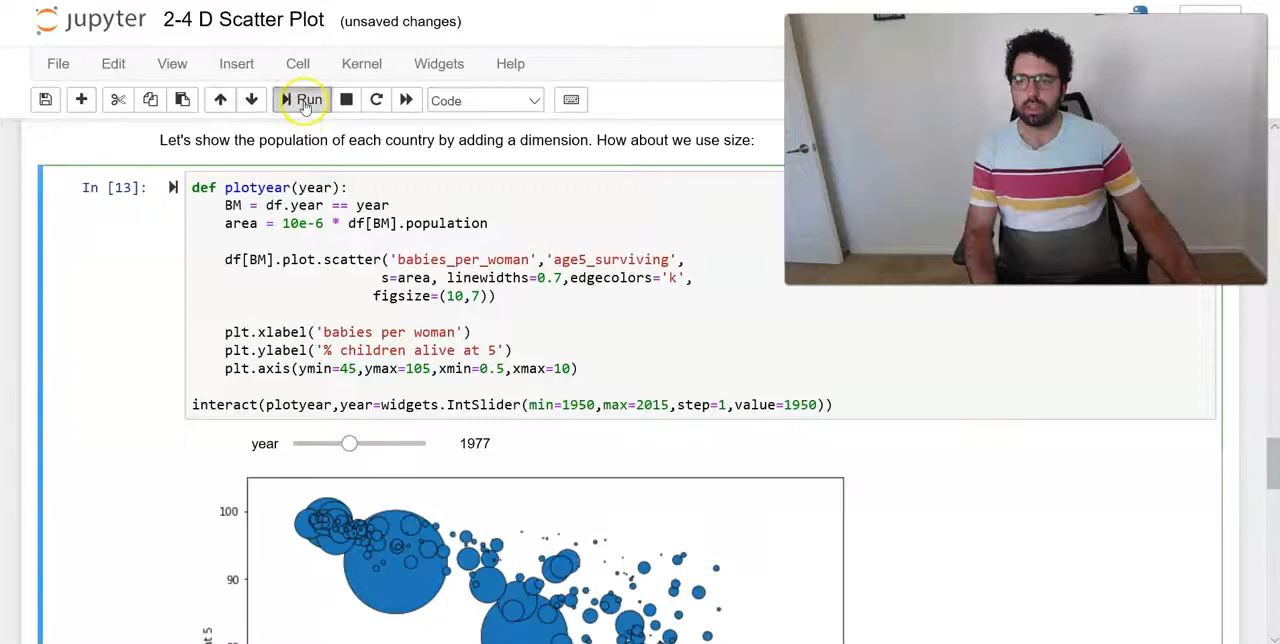 jupyter 2-4 D Scatter Plot (unsaved changes)
File Edit View Insert Cell Kernel Widgets Help
Run Code
Let's show the population of each country by adding a dimension. How about we use size:
In [13]: def plotyear(year):
BM = df.year == year
area = 10e-6 * df[BM].population
df[BM].plot.scatter('babies_per_woman','age5_surviving',
s=area, linewidths=0.7,edgecolors='k',
figsize=(10,7))
plt.xlabel('babies per woman')
plt.ylabel('% children alive at 5')
plt.axis(ymin=45,ymax=105,xmin=0.5,xmax=10)
interact(plotyear,year=widgets.IntSlider(min=1950,max=2015,step=1,value=1950))
year 1977
100
90
at 5